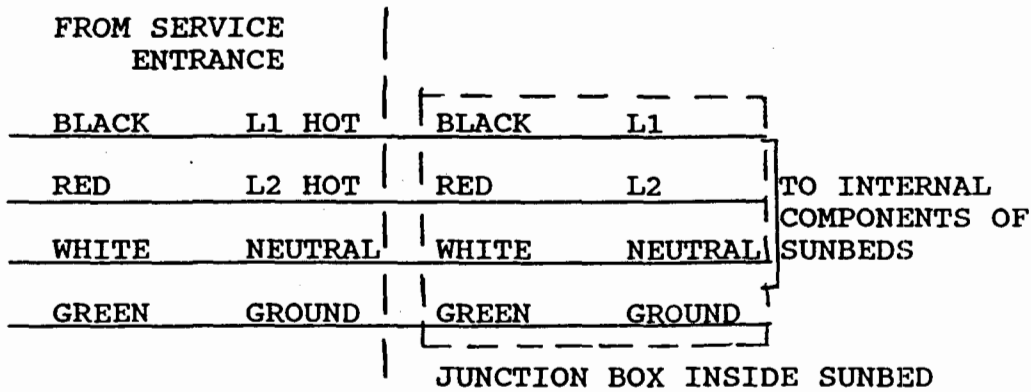 FROM SERVICE
ENTRANCE
BLACK L1 HOT BLACK L1
RED L2 HOT RED L2
TO INTERNAL
COMPONENTS OF
WHITE NEUTRAL WHITE NEUTRAL
SUNBEDS
GREEN GROUND GREEN GROUND
JUNCTION BOX INSIDE SUNBED